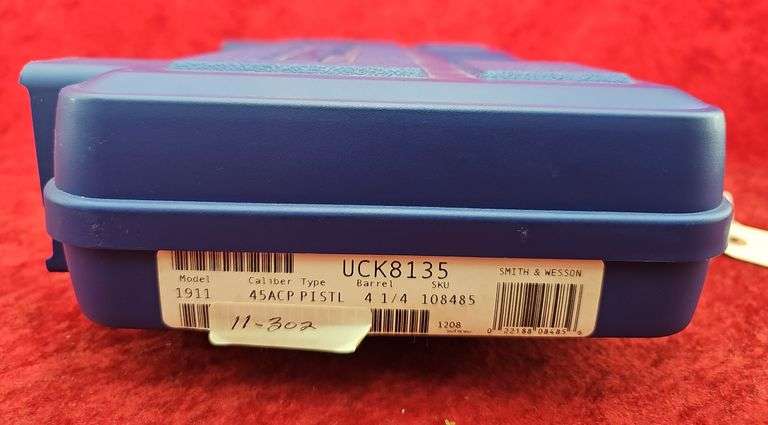 UCK8135
SMITH & WESSON
Model Caliber Type Barrel SKU
1911 45ACP PISTL 4 1/4 108485
11-302
1208
0 22188 08485 5